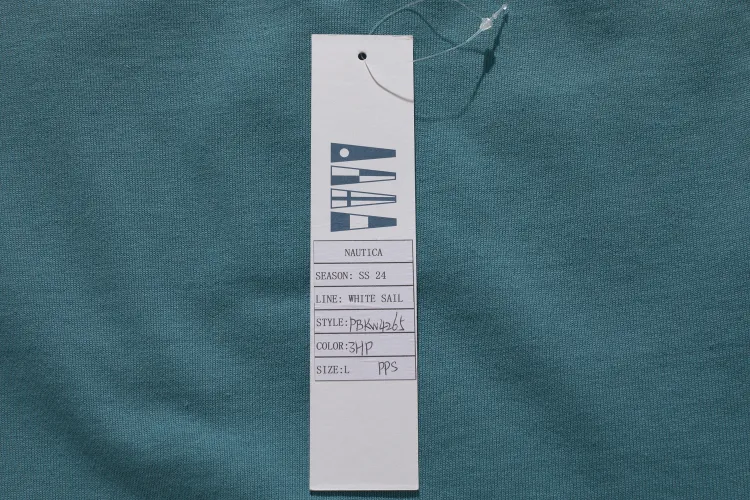 NAUTICA
SEASON: SS 24
LINE: WHITE SAIL
STYLE: PBKW4265
COLOR: 3HP
SIZE: L PPS